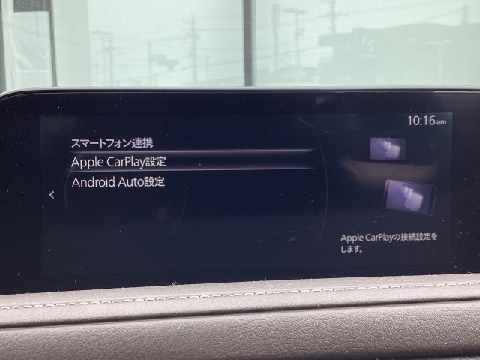 10:16am
スマートフォン連携
Apple CarPlay設定
Android Auto設定
Apple CarPlayの接続設定を
します。